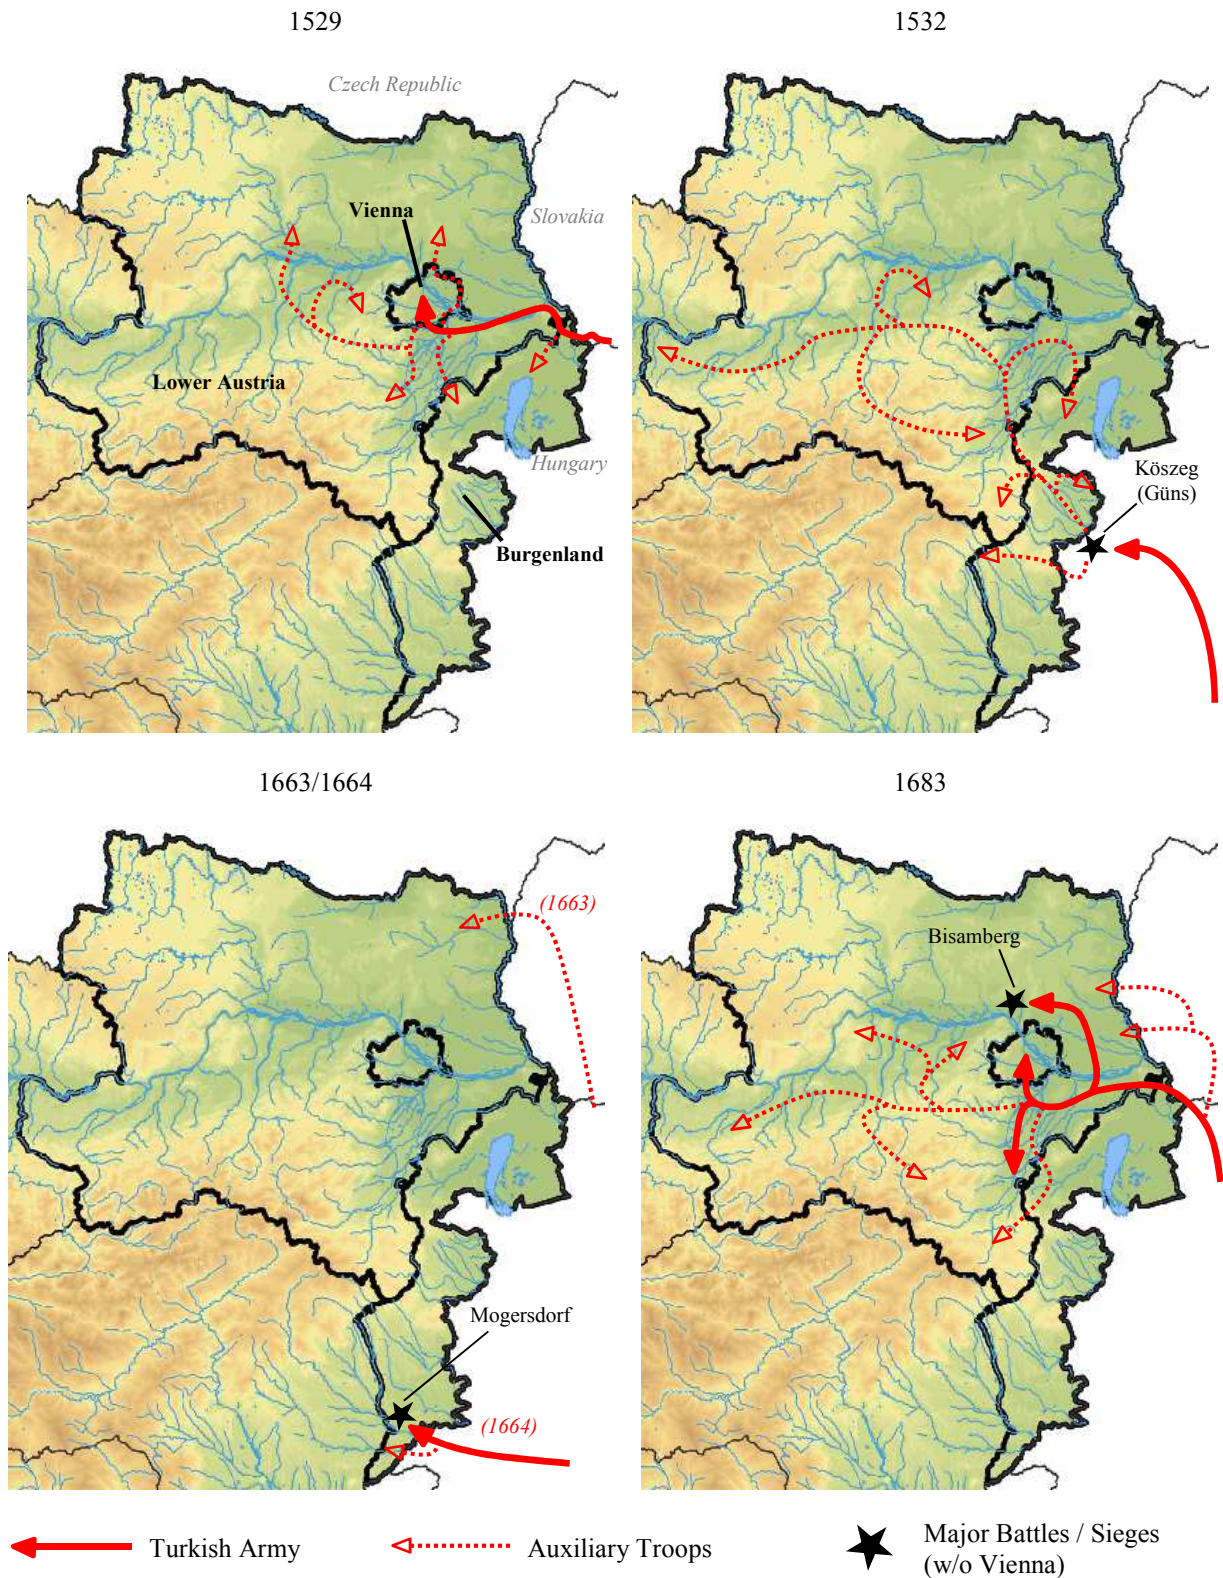 1529
1532
Czech Republic
Vienna
Slovakia
Lower Austria
Hungary
Burgenland
Köszeg
(Güns)
1663/1664
1683
(1663)
Mogersdorf
(1664)
Bisamberg
Turkish Army
Auxiliary Troops
Major Battles / Sieges
(w/o Vienna)